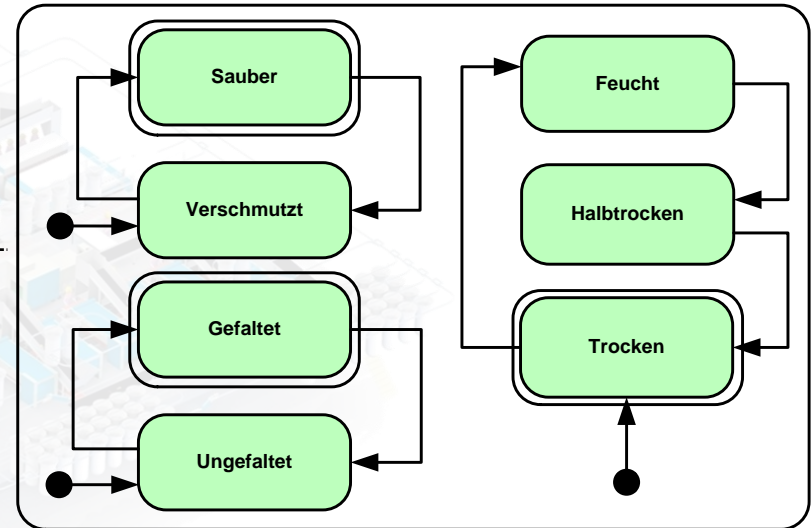 Sauber
Verschmutzt
Gefaltet
Ungefaltet
Feucht
Halbtrocken
Trocken